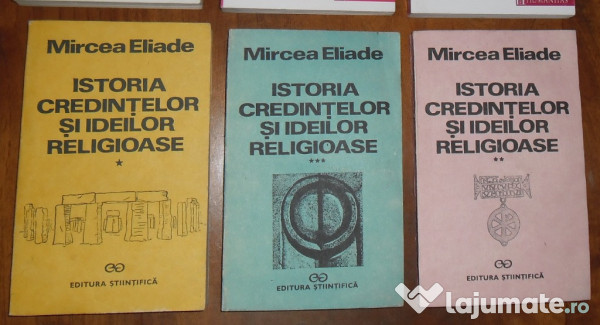 HUMANITAS
Mircea Eliade
ISTORIA
CREDINȚELOR
ȘI IDEILOR
RELIGIOASE
*
EDITURA ȘTIINȚIFICĂ
Mircea Eliade
ISTORIA
CREDINȚELOR
ȘI IDEILOR
RELIGIOASE
***
EDITURA ȘTIINȚIFICĂ
Mircea Eliade
ISTORIA
CREDINȚELOR
ȘI IDEILOR
RELIGIOASE
**
EDITURA ȘTIINȚIFICĂ
lajumate.ro